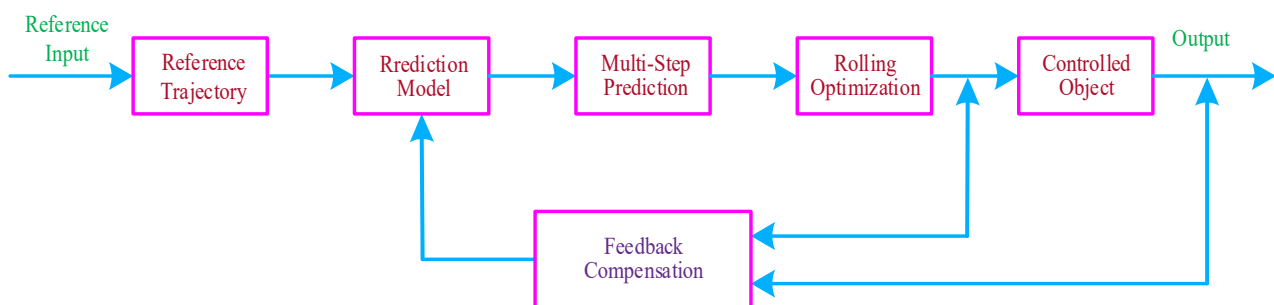 Reference
Input
Reference
Trajectory
Rrediction
Model
Multi-Step
Prediction
Rolling
Optimization
Controlled
Object
Output
Feedback
Compensation